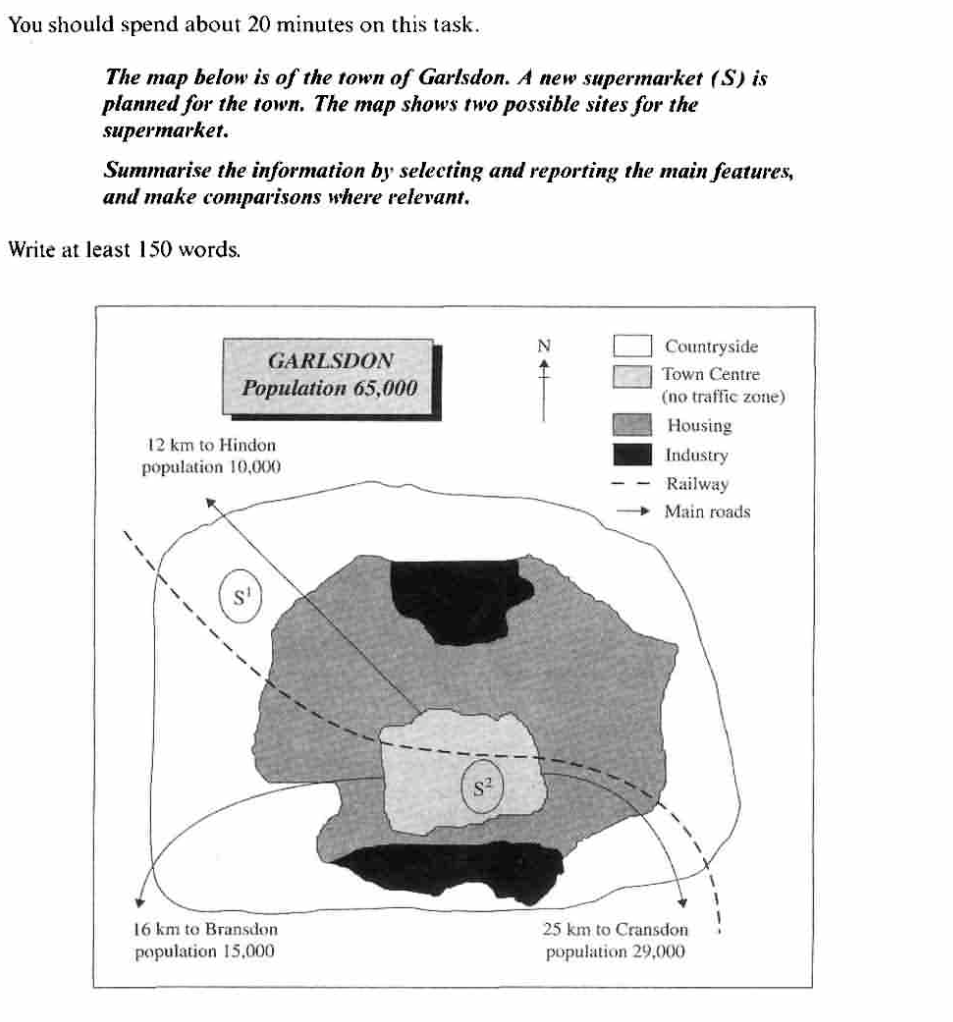 You should spend about 20 minutes on this task.
The map below is of the town of Garlsdon. A new supermarket (S) is
planned for the town. The map shows two possible sites for the
supermarket.
Summarise the information by selecting and reporting the main features,
and make comparisons where relevant.
Write at least 150 words.
GARLSDON
Population 65,000
N
Countryside
Town Centre
(no traffic zone)
Housing
Industry
Railway
Main roads
12 km to Hindon
population 10,000
S¹
S²
16 km to Bransdon
population 15,000
25 km to Cransdon
population 29,000